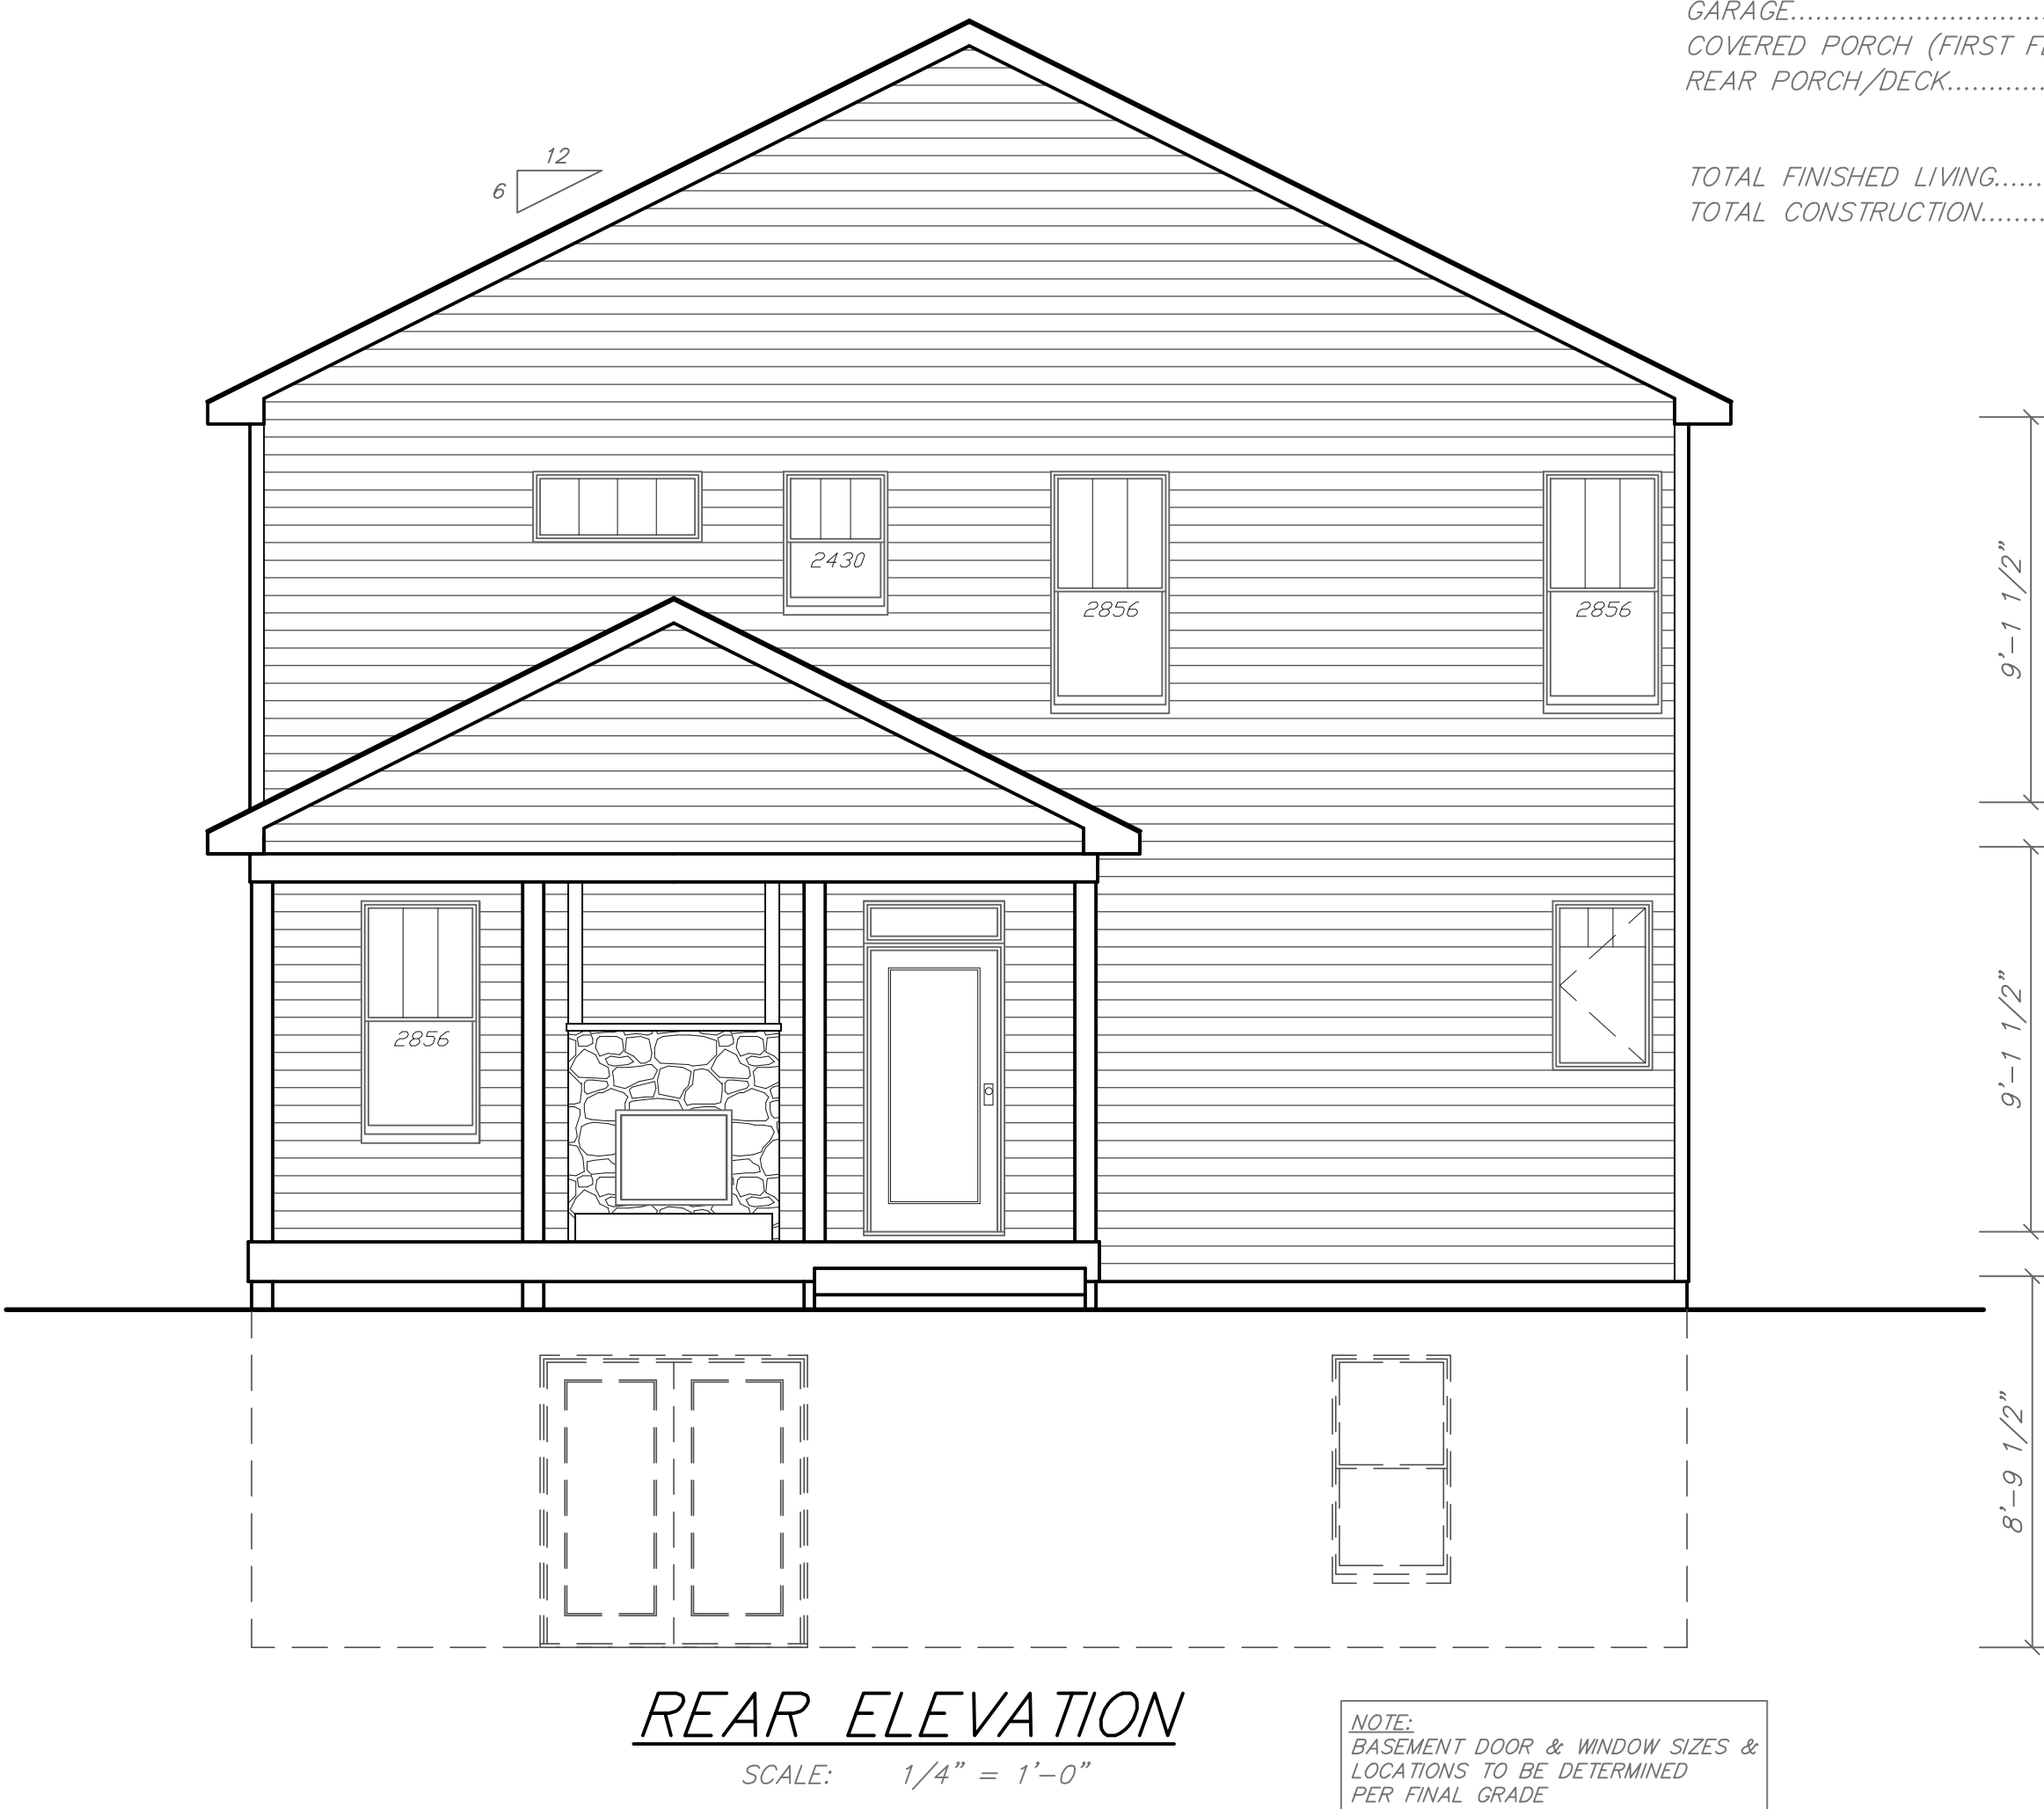 GARAGE..............................
COVERED PORCH (FIRST
REAR PORCH/DECK............
TOTAL FINISHED LIVING......
TOTAL CONSTRUCTION........
12
6
2430
2856
2856
9'-1 1/2"
2856
9'-1 1/2"
8'-9 1/2"
REAR ELEVATION
SCALE: 1/4" = 1'-0"
NOTE:
BASEMENT DOOR & WINDOW SIZES &
LOCATIONS TO BE DETERMINED
PER FINAL GRADE